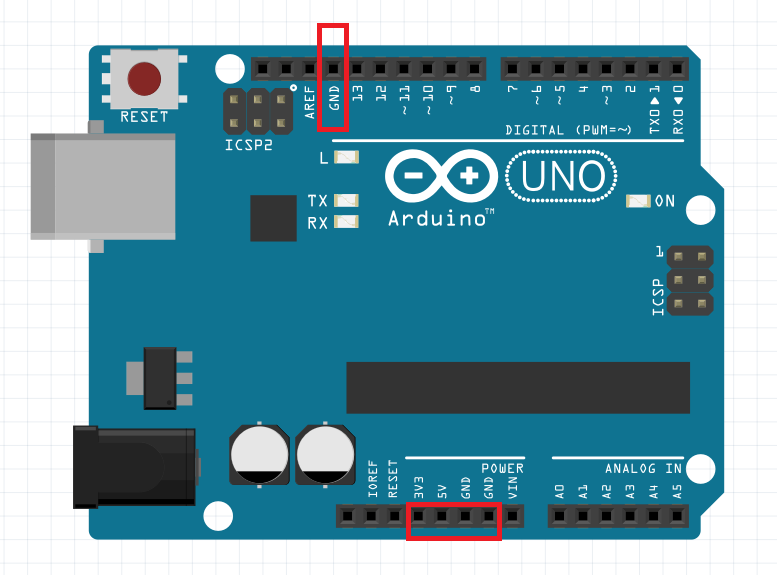 RESET
ICSP2
AREF
GND
13
12
~11
~10
~9
8
7
~6
~5
4
~3
2
TX0▶1
RX0◀0
DIGITAL (PWM=~)
L
TX
RX
Arduino™
UNO
ON
1
ICSP
POWER
ANALOG IN
IOREF
RESET
3V3
5V
GND
GND
VIN
A0
A1
A2
A3
A4
A5